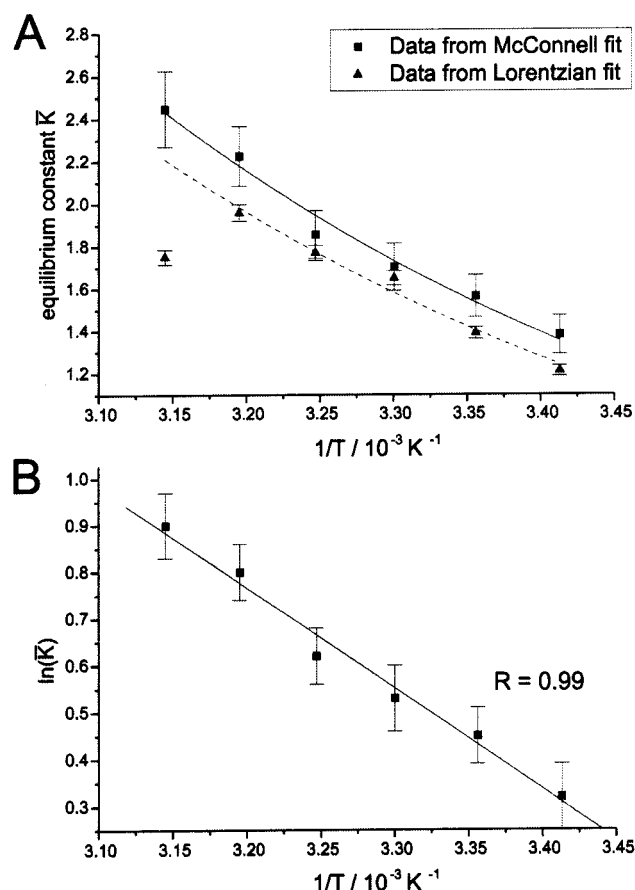 A
Data from McConnell fit
Data from Lorentzian fit
equilibrium constant K̅
2.8
2.6
2.4
2.2
2.0
1.8
1.6
1.4
1.2
3.10 3.15 3.20 3.25 3.30 3.35 3.40 3.45
1/T / 10⁻³ K⁻¹
B
ln(K̅)
1.0
0.9
0.8
0.7
0.6
0.5
0.4
0.3
R = 0.99
3.10 3.15 3.20 3.25 3.30 3.35 3.40 3.45
1/T / 10⁻³ K⁻¹